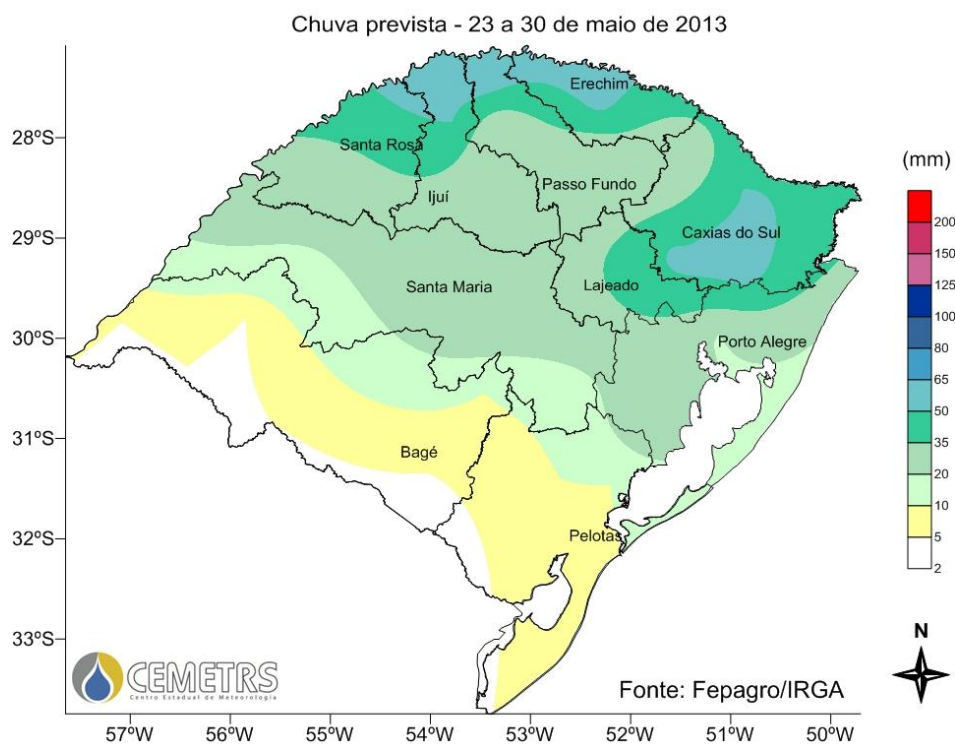 Chuva prevista - 23 a 30 de maio de 2013
Erechim
28ºS
Santa Rosa
(mm)
Passo Fundo
Ijuí
200
29ºS
Caxias do Sul
150
Santa Maria
Lajeado
125
100
30ºS
Porto Alegre
80
65
50
31ºS
35
Bagé
20
10
32ºS
Pelotas
5
2
33ºS
N
CEMETRS
Centro Estadual de Meteorologia
Fonte: Fepagro/IRGA
57ºW 56ºW 55ºW 54ºW 53ºW 52ºW 51ºW 50ºW